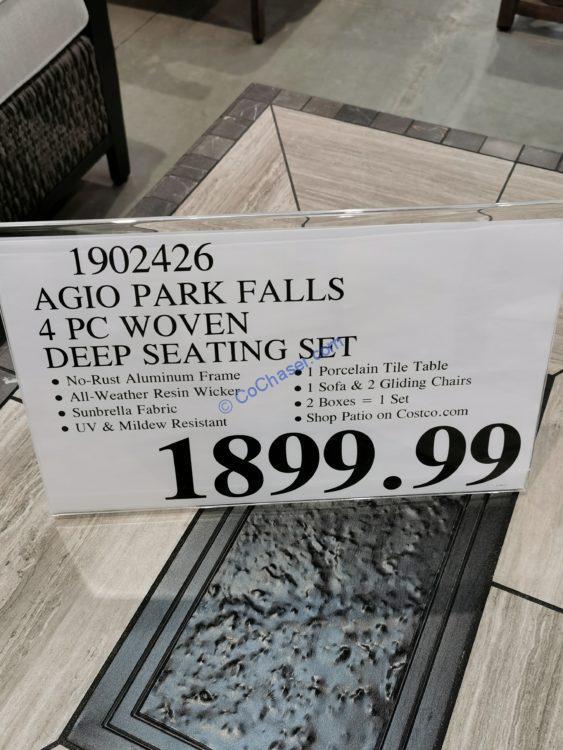 1902426
AGIO PARK FALLS
4 PC WOVEN
DEEP SEATING SET
• No-Rust Aluminum Frame
• All-Weather Resin Wicker
• Sunbrella Fabric
• UV & Mildew Resistant
• 1 Porcelain Tile Table
• 1 Sofa & 2 Gliding Chairs
• 2 Boxes = 1 Set
• Shop Patio on Costco.com
© CoChaser.com
1899.99